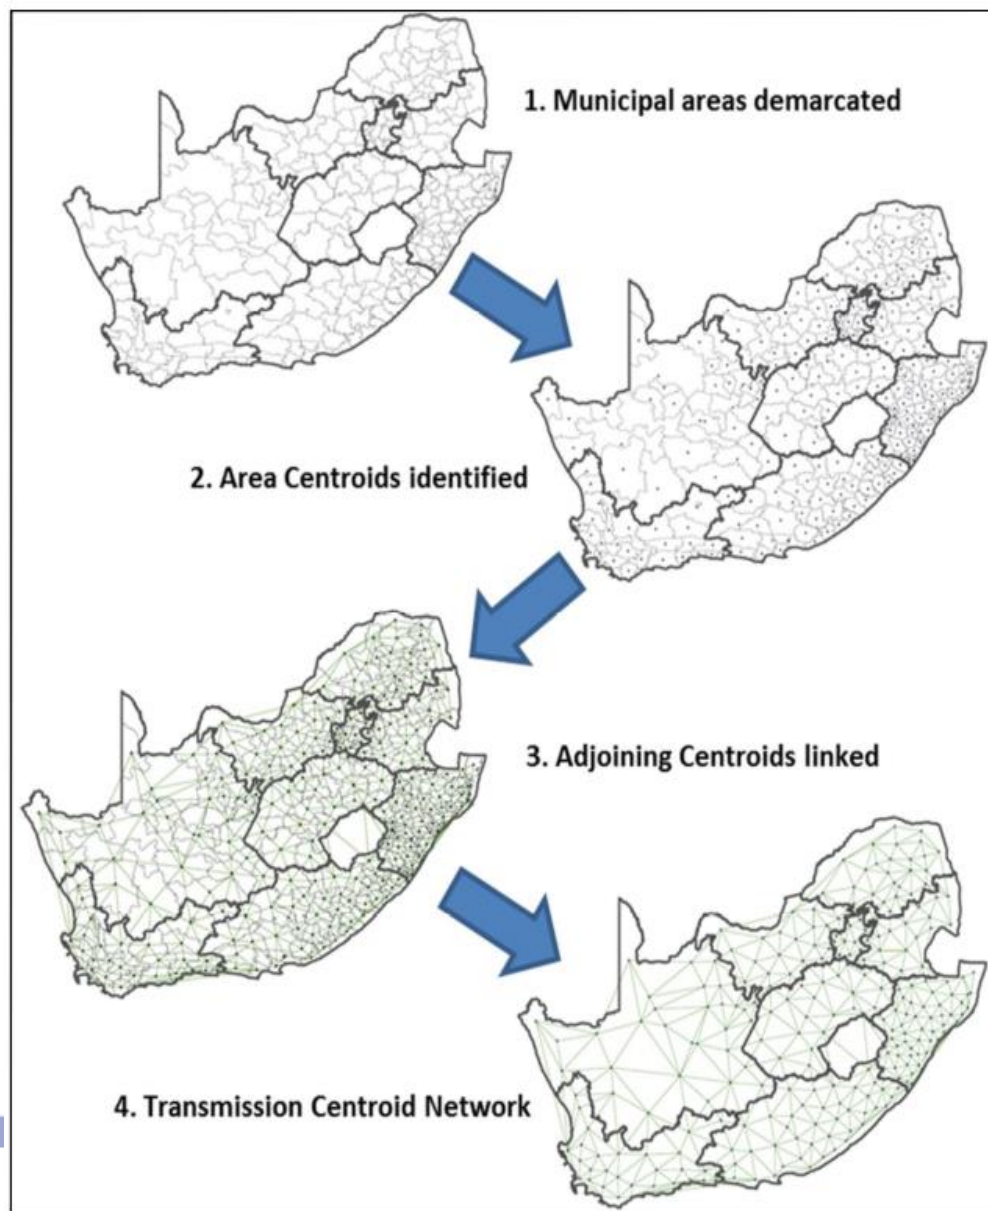 1. Municipal areas demarcated
2. Area Centroids identified
3. Adjoining Centroids linked
4. Transmission Centroid Network